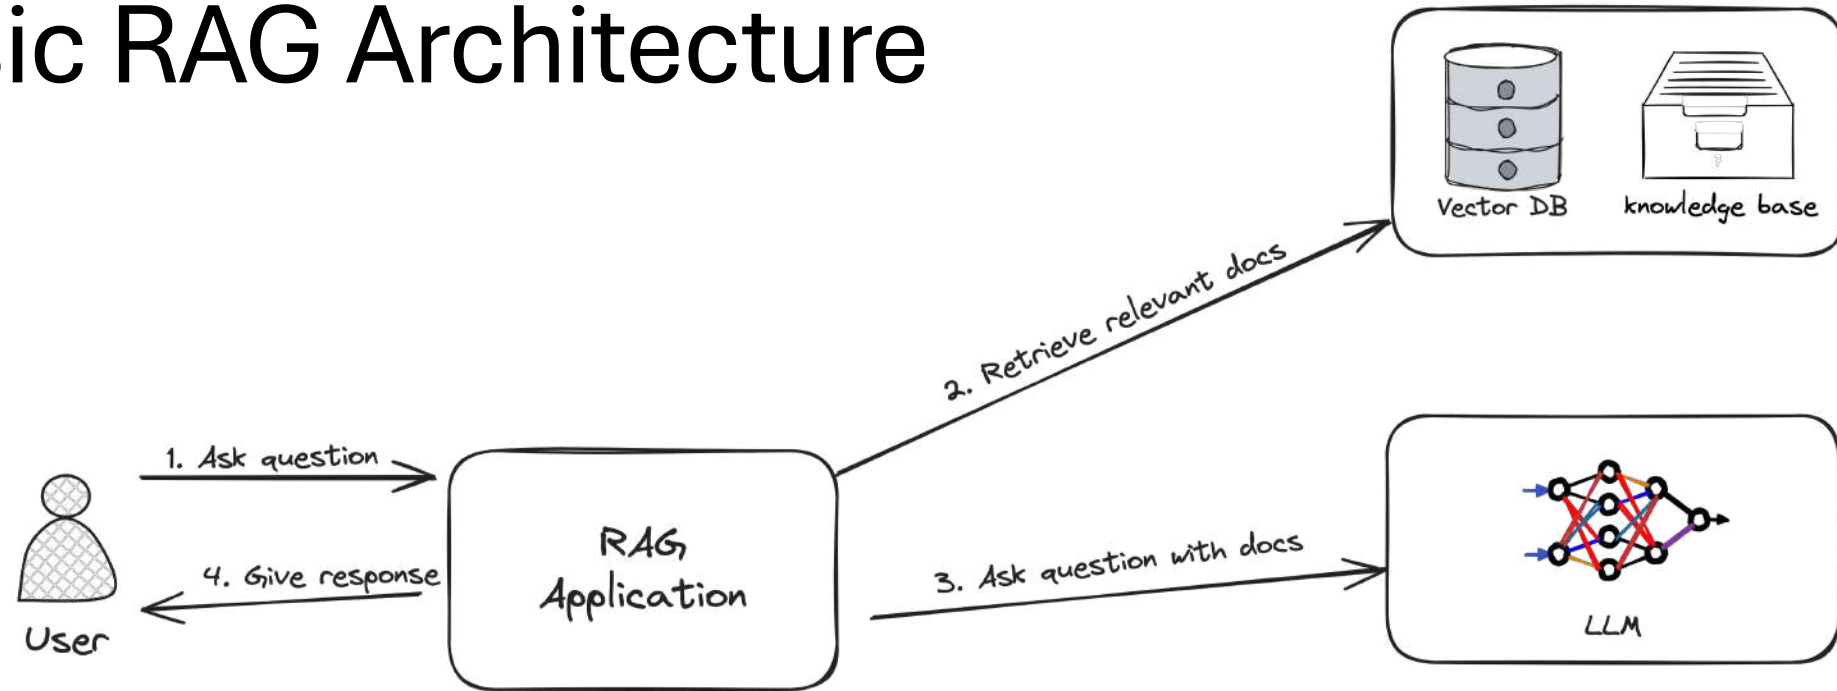 ic RAG Architecture
Vector DB
knowledge base
2. Retrieve relevant docs
1. Ask question
RAG
Application
3. Ask question with docs
4. Give response
User
LLM